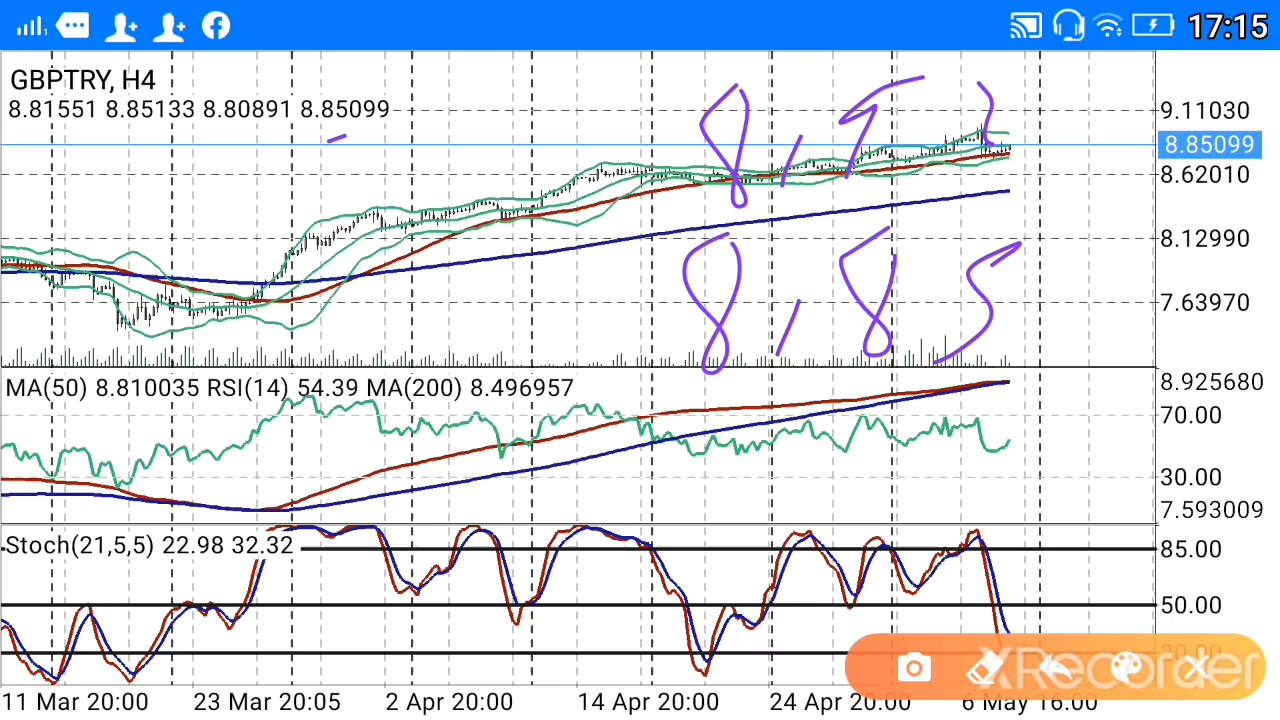 17:15
GBPTRY, H4
8.81551 8.85133 8.80891 8.85099
9.11030
8.85099
8.62010
8.12990
7.63970
8,85
MA(50) 8.810035 RSI(14) 54.39 MA(200) 8.496957
8.925680
70.00
30.00
7.593009
Stoch(21,5,5) 22.98 32.32
85.00
50.00
20.00
XRecorder
11 Mar 20:00
23 Mar 20:05
2 Apr 20:00
14 Apr 20:00
24 Apr 20:00
6 May 16:00